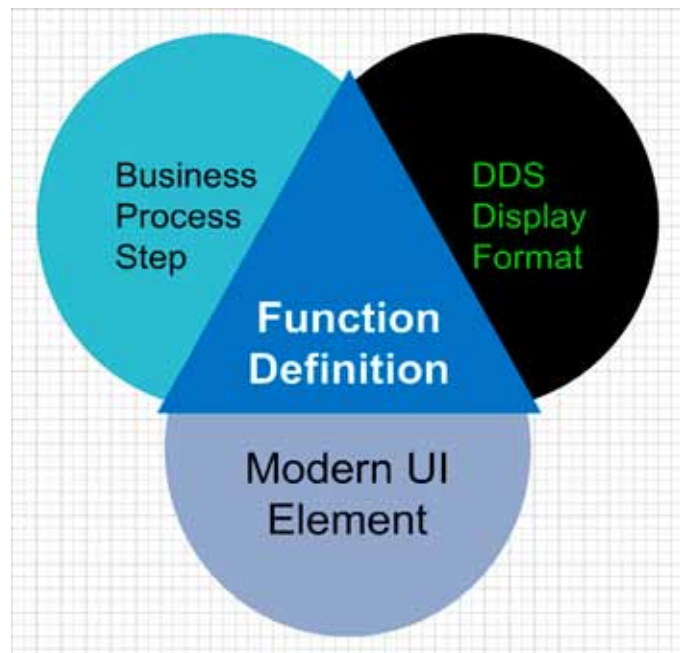 Business
Process
Step
DDS
Display
Format
Function
Definition
Modern UI
Element